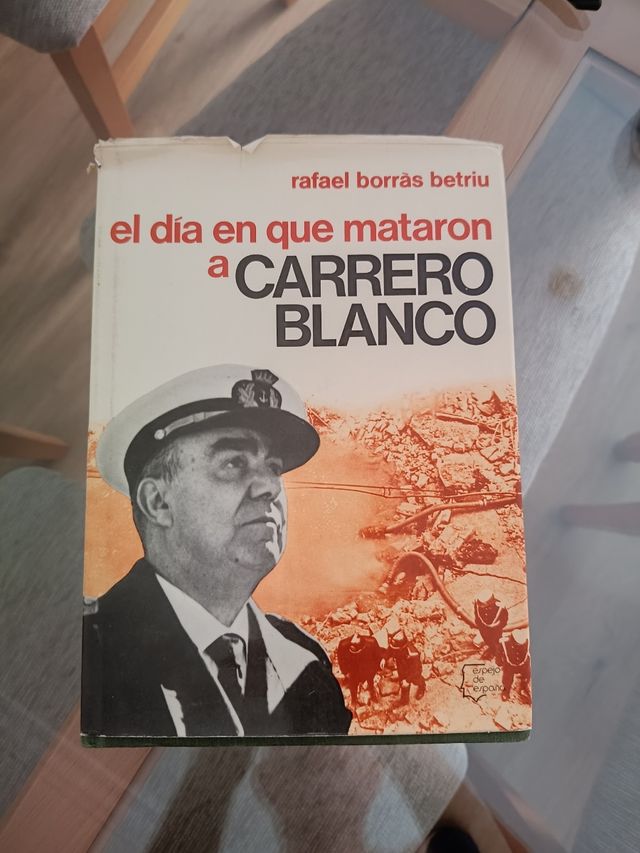 rafael borràs betriu
el día en que mataron
a CARRERO
BLANCO
espejo
de
españa